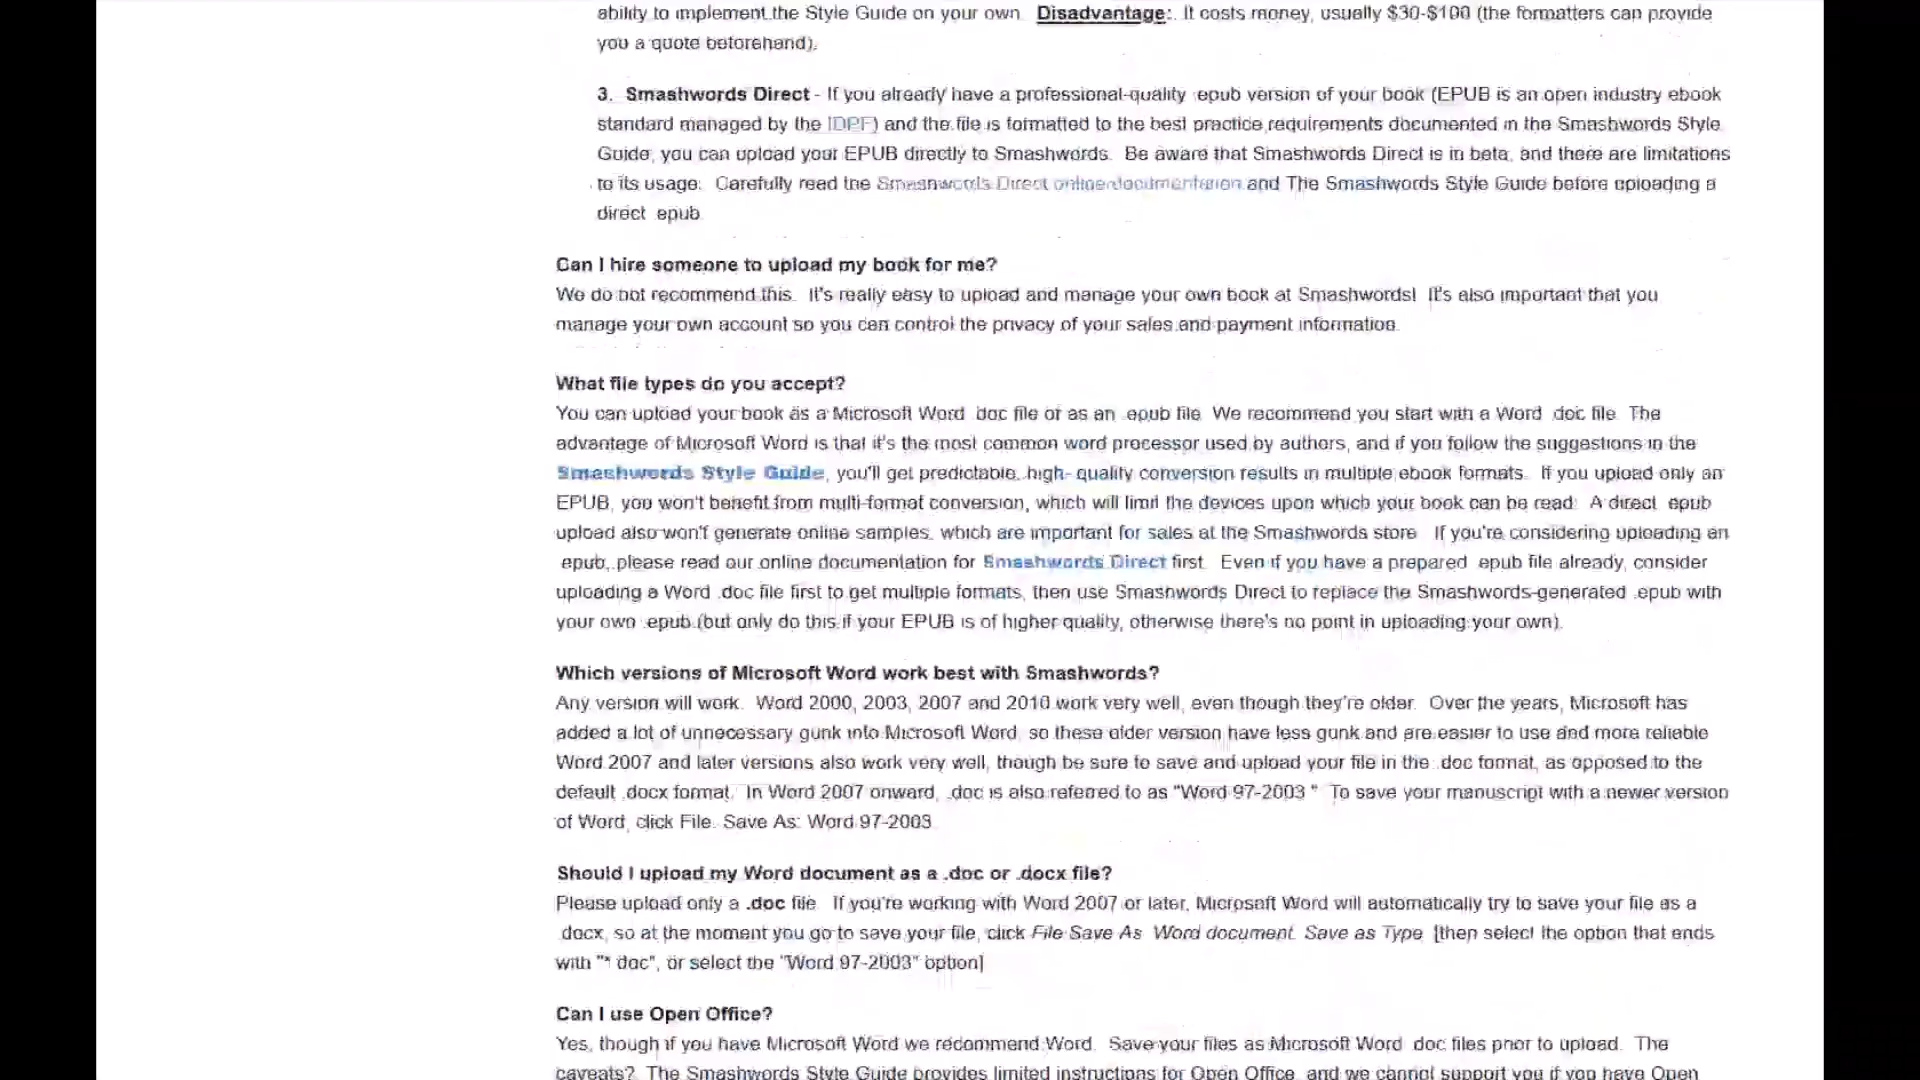 ability to implement the Style Guide on your own. Disadvantage: It costs money, usually $30-$100 (the formatters can provide
you a quote beforehand).
3. Smashwords Direct - If you already have a professional-quality epub version of your book (EPUB is an open industry ebook
standard managed by the IDPF) and the file is formatted to the best practice requirements documented in the Smashwords Style
Guide, you can upload your EPUB directly to Smashwords. Be aware that Smashwords Direct is in beta, and there are limitations
to its usage. Carefully read the Smashwords Direct online documentation and The Smashwords Style Guide before uploading a
direct epub
Can I hire someone to upload my book for me?
We do not recommend this. It's really easy to upload and manage your own book at Smashwords! It's also important that you
manage your own account so you can control the privacy of your sales and payment information.
What file types do you accept?
You can upload your book as a Microsoft Word .doc file or as an .epub file. We recommend you start with a Word .doc file. The
advantage of Microsoft Word is that it's the most common word processor used by authors, and if you follow the suggestions in the
Smashwords Style Guide, you'll get predictable, high- quality conversion results in multiple ebook formats. If you upload only an
EPUB, you won't benefit from multi-format conversion, which will limit the devices upon which your book can be read. A direct .epub
upload also won't generate online samples, which are important for sales at the Smashwords store. If you're considering uploading an
.epub, please read our online documentation for Smashwords Direct first. Even if you have a prepared .epub file already, consider
uploading a Word .doc file first to get multiple formats, then use Smashwords Direct to replace the Smashwords-generated .epub with
your own .epub (but only do this if your EPUB is of higher quality, otherwise there's no point in uploading your own).
Which versions of Microsoft Word work best with Smashwords?
Any version will work. Word 2000, 2003, 2007 and 2010 work very well, even though they're older. Over the years, Microsoft has
added a lot of unnecessary gunk into Microsoft Word, so these older version have less gunk and are easier to use and more reliable
Word 2007 and later versions also work very well, though be sure to save and upload your file in the .doc format, as opposed to the
default .docx format. In Word 2007 onward, .doc is also referred to as "Word 97-2003." To save your manuscript with a newer version
of Word, click File: Save As: Word 97-2003.
Should I upload my Word document as a .doc or .docx file?
Please upload only a .doc file. If you're working with Word 2007 or later, Microsoft Word will automatically try to save your file as a
.docx, so at the moment you go to save your file, click File Save As Word document Save as Type [then select the option that ends
with "*.doc", or select the "Word 97-2003" option]
Can I use Open Office?
Yes, though if you have Microsoft Word we recommend Word. Save your files as Microsoft Word .doc files prior to upload. The
caveats? The Smashwords Style Guide provides limited instructions for Open Office, and we cannot support you if you have Open